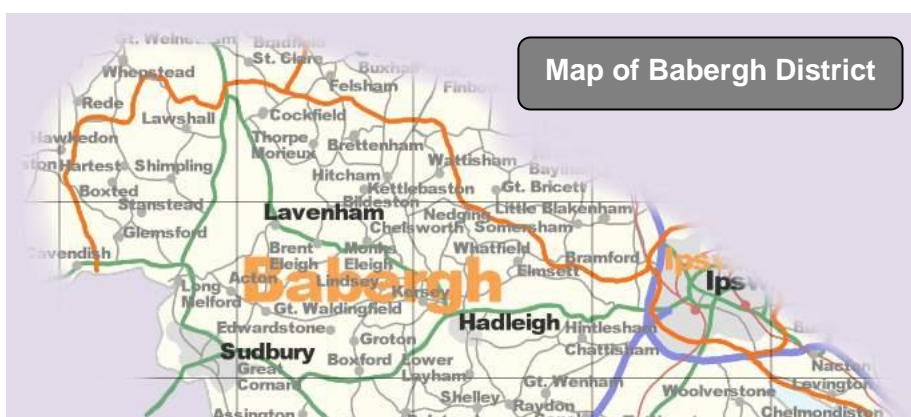 Map of Babergh District
St. Clare
Whepstead
Felsham
Rede
Lawshall
Cockfield
Hawkedon
Thorpe
Morieux
Brettenham
Wattisham
Hartest
Shimpling
Hitcham
Kettlebaston
Gt. Bricett
Boxted
Bildeston
Stanstead
Lavenham
Nedging
Little Blakenham
Chelsworth
Somersham
Glemsford
Brent
Eleigh
Monks
Eleigh
Whatfield
Bramford
Cavendish
Elmsett
Babergh
Acton
Lindsey
Kersey
Long
Melford
Gt. Waldingfield
Edwardstone
Hadleigh
Hintlesham
Groton
Chattisham
Sudbury
Boxford
Lower
Layham
Great
Cornard
Gt. Wenham
Woolverstone
Levington
Shelley
Raydon
Chelmondiston
Assington